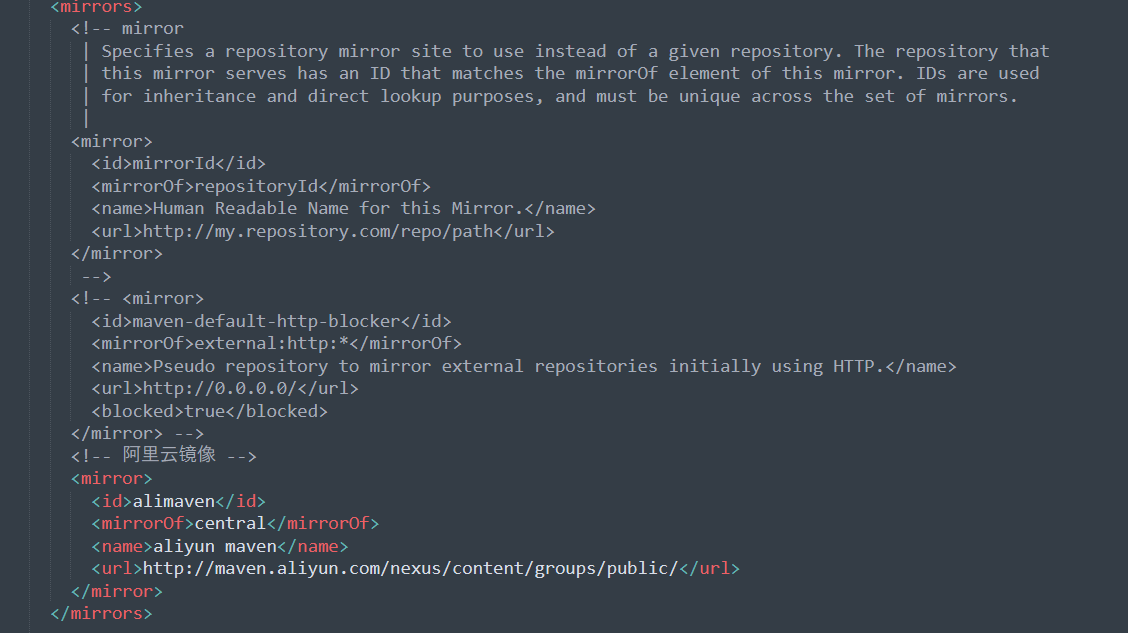 <mirrors>
<!-- mirror
| Specifies a repository mirror site to use instead of a given repository. The repository that
| this mirror serves has an ID that matches the mirrorOf element of this mirror. IDs are used
| for inheritance and direct lookup purposes, and must be unique across the set of mirrors.
|
<mirror>
<id>mirrorId</id>
<mirrorOf>repositoryId</mirrorOf>
<name>Human Readable Name for this Mirror.</name>
<url>http://my.repository.com/repo/path</url>
</mirror>
-->
<!-- <mirror>
<id>maven-default-http-blocker</id>
<mirrorOf>external:http:*</mirrorOf>
<name>Pseudo repository to mirror external repositories initially using HTTP.</name>
<url>http://0.0.0.0/</url>
<blocked>true</blocked>
</mirror> -->
<!-- 阿里云镜像 -->
<mirror>
<id>alimaven</id>
<mirrorOf>central</mirrorOf>
<name>aliyun maven</name>
<url>http://maven.aliyun.com/nexus/content/groups/public/</url>
</mirror>
</mirrors>